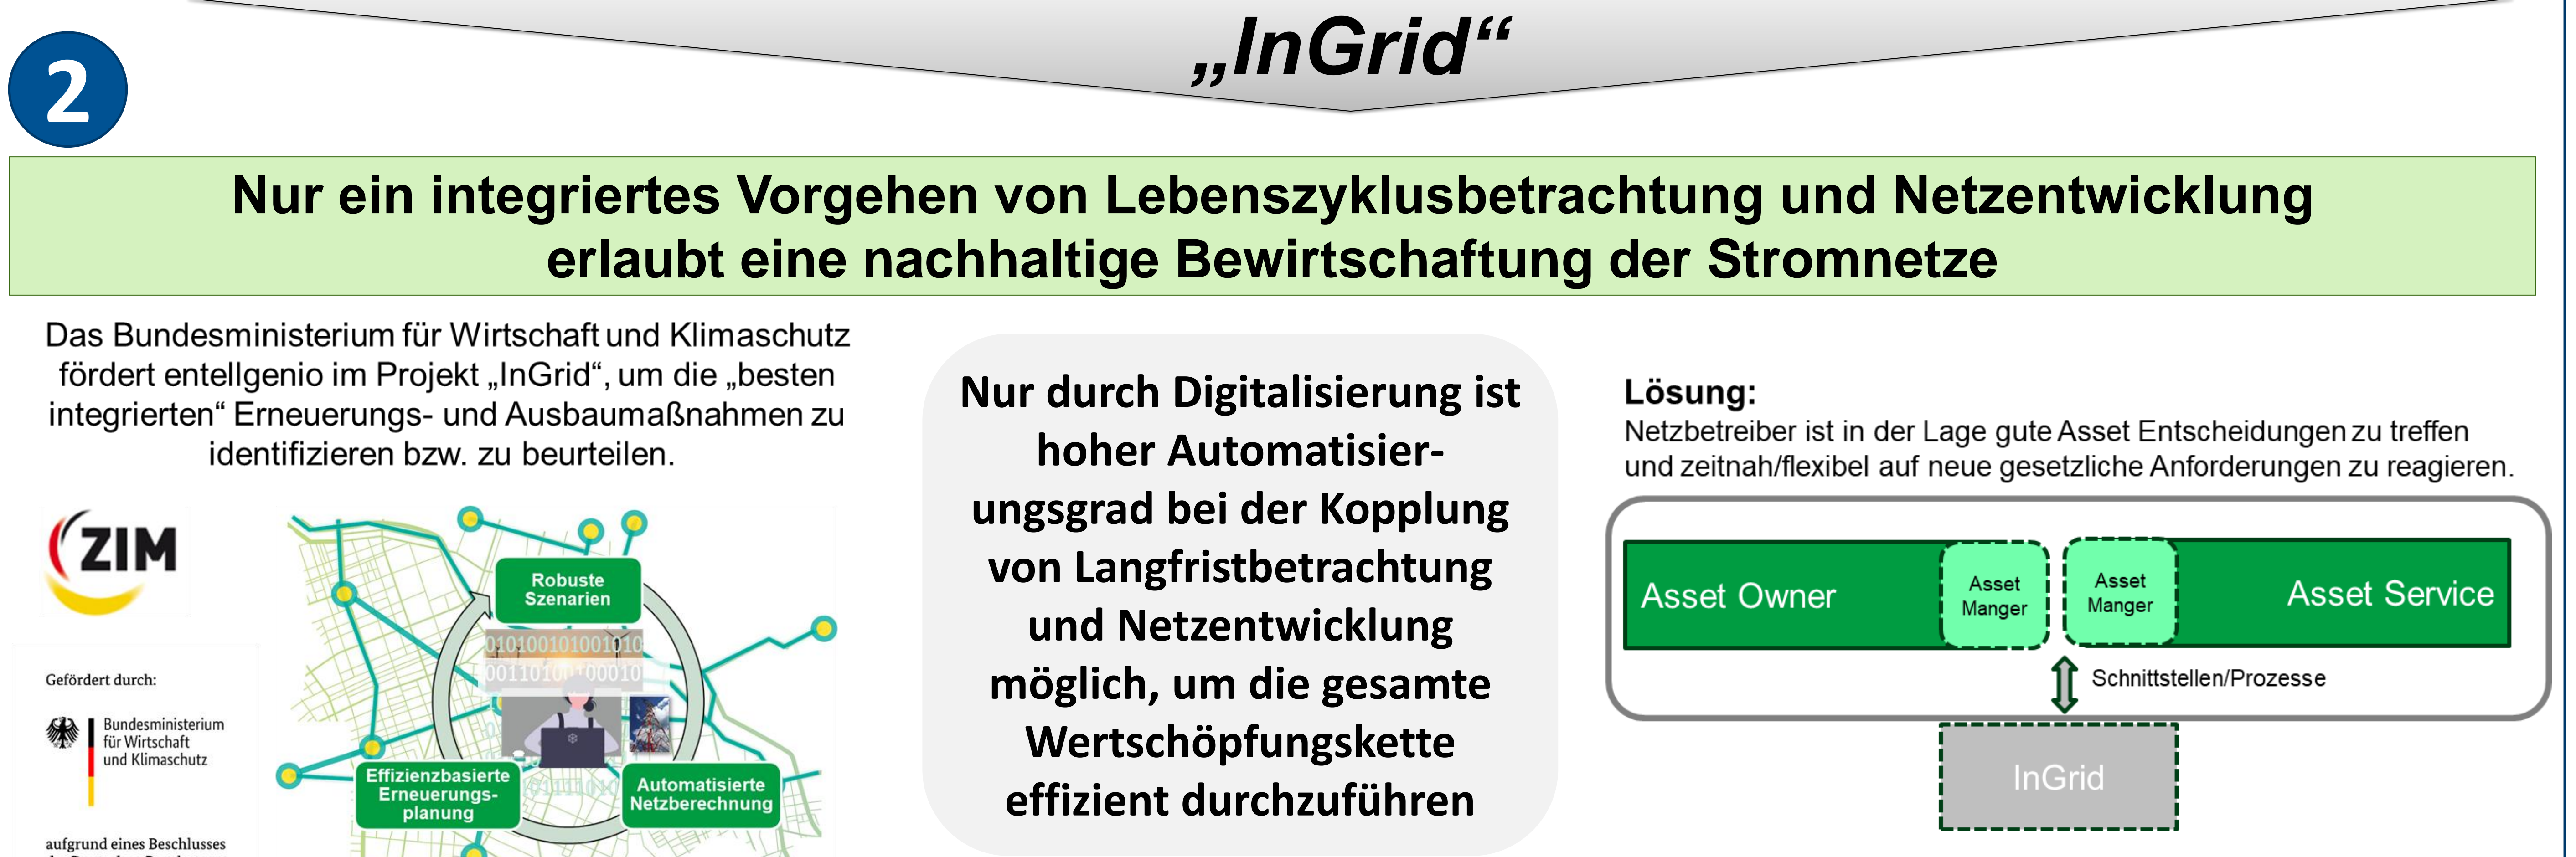 „InGrid“
2
Nur ein integriertes Vorgehen von Lebenszyklusbetrachtung und Netzentwicklung
erlaubt eine nachhaltige Bewirtschaftung der Stromnetze
Das Bundesministerium für Wirtschaft und Klimaschutz
fördert entellgenio im Projekt „InGrid“, um die „besten
integrierten“ Erneuerungs- und Ausbaumaßnahmen zu
identifizieren bzw. zu beurteilen.
ZIM
Gefördert durch:
Bundesministerium
für Wirtschaft
und Klimaschutz
aufgrund eines Beschlusses
Robuste
Szenarien
010100101001010
Effizienzbasierte
Erneuerungs-
planung
Automatisierte
Netzberechnung
Nur durch Digitalisierung ist
hoher Automatisier-
ungsgrad bei der Kopplung
von Langfristbetrachtung
und Netzentwicklung
möglich, um die gesamte
Wertschöpfungskette
effizient durchzuführen
Lösung:
Netzbetreiber ist in der Lage gute Asset Entscheidungen zu treffen
und zeitnah/flexibel auf neue gesetzliche Anforderungen zu reagieren.
Asset Owner
Asset
Manger
Asset
Manger
Asset Service
Schnittstellen/Prozesse
InGrid